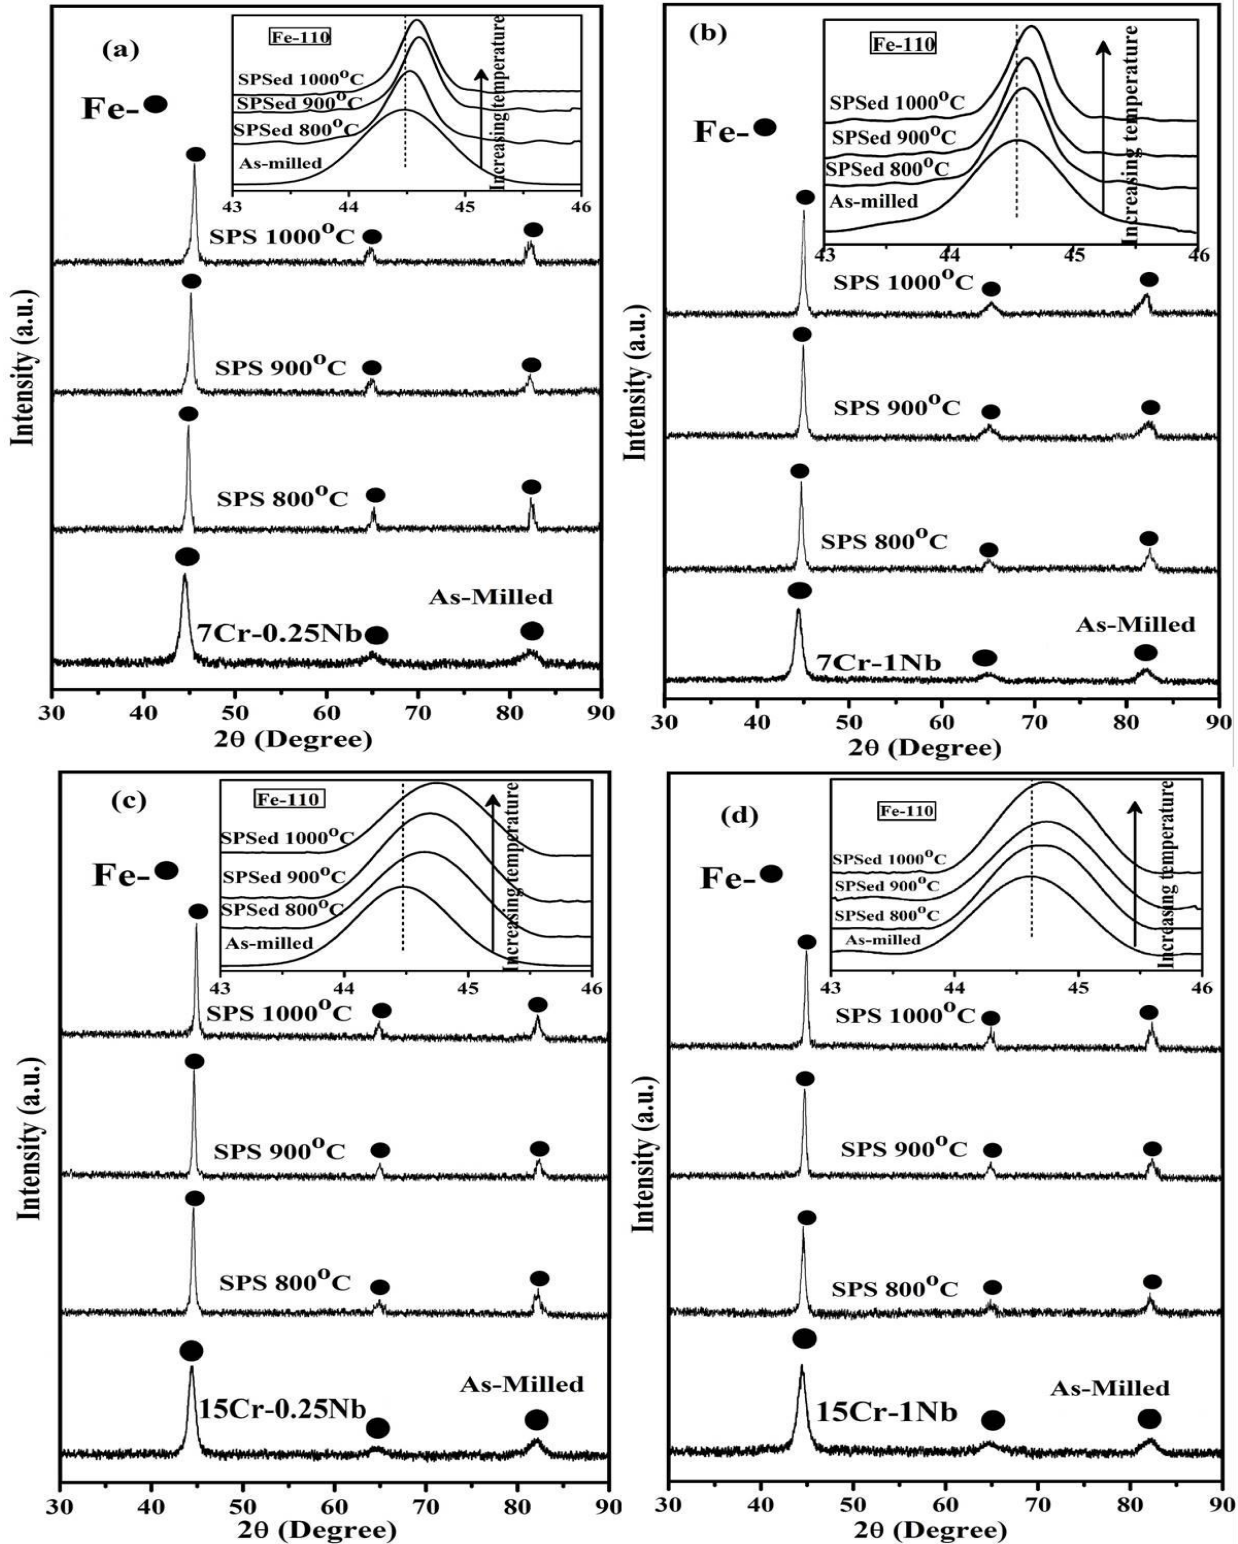 (a)
Fe-110
SPSed 1000°C
SPSed 900°C
SPSed 800°C
As-milled
Increasing temperature
43 44 45 46
Fe-
SPS 1000°C
SPS 900°C
SPS 800°C
As-Milled
7Cr-0.25Nb
Intensity (a.u.)
30 40 50 60 70 80 90
2θ (Degree)
(b)
Fe-110
SPSed 1000°C
SPSed 900°C
SPSed 800°C
As-milled
Increasing temperature
43 44 45 46
Fe-
SPS 1000°C
SPS 900°C
SPS 800°C
As-Milled
7Cr-1Nb
Intensity (a.u.)
30 40 50 60 70 80 90
2θ (Degree)
(c)
Fe-110
SPSed 1000°C
SPSed 900°C
SPSed 800°C
As-milled
Increasing temperature
43 44 45 46
Fe-
SPS 1000°C
SPS 900°C
SPS 800°C
As-Milled
15Cr-0.25Nb
Intensity (a.u.)
30 40 50 60 70 80 90
2θ (Degree)
(d)
Fe-110
SPSed 1000°C
SPSed 900°C
SPSed 800°C
As-milled
Increasing temperature
43 44 45 46
Fe-
SPS 1000°C
SPS 900°C
SPS 800°C
As-Milled
15Cr-1Nb
Intensity (a.u.)
30 40 50 60 70 80 90
2θ (Degree)